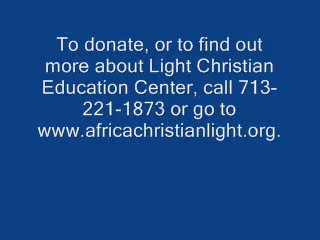 To donate, or to find out
more about Light Christian
Education Center, call 713-
221-1873 or go to
www.africachristianlight.org.